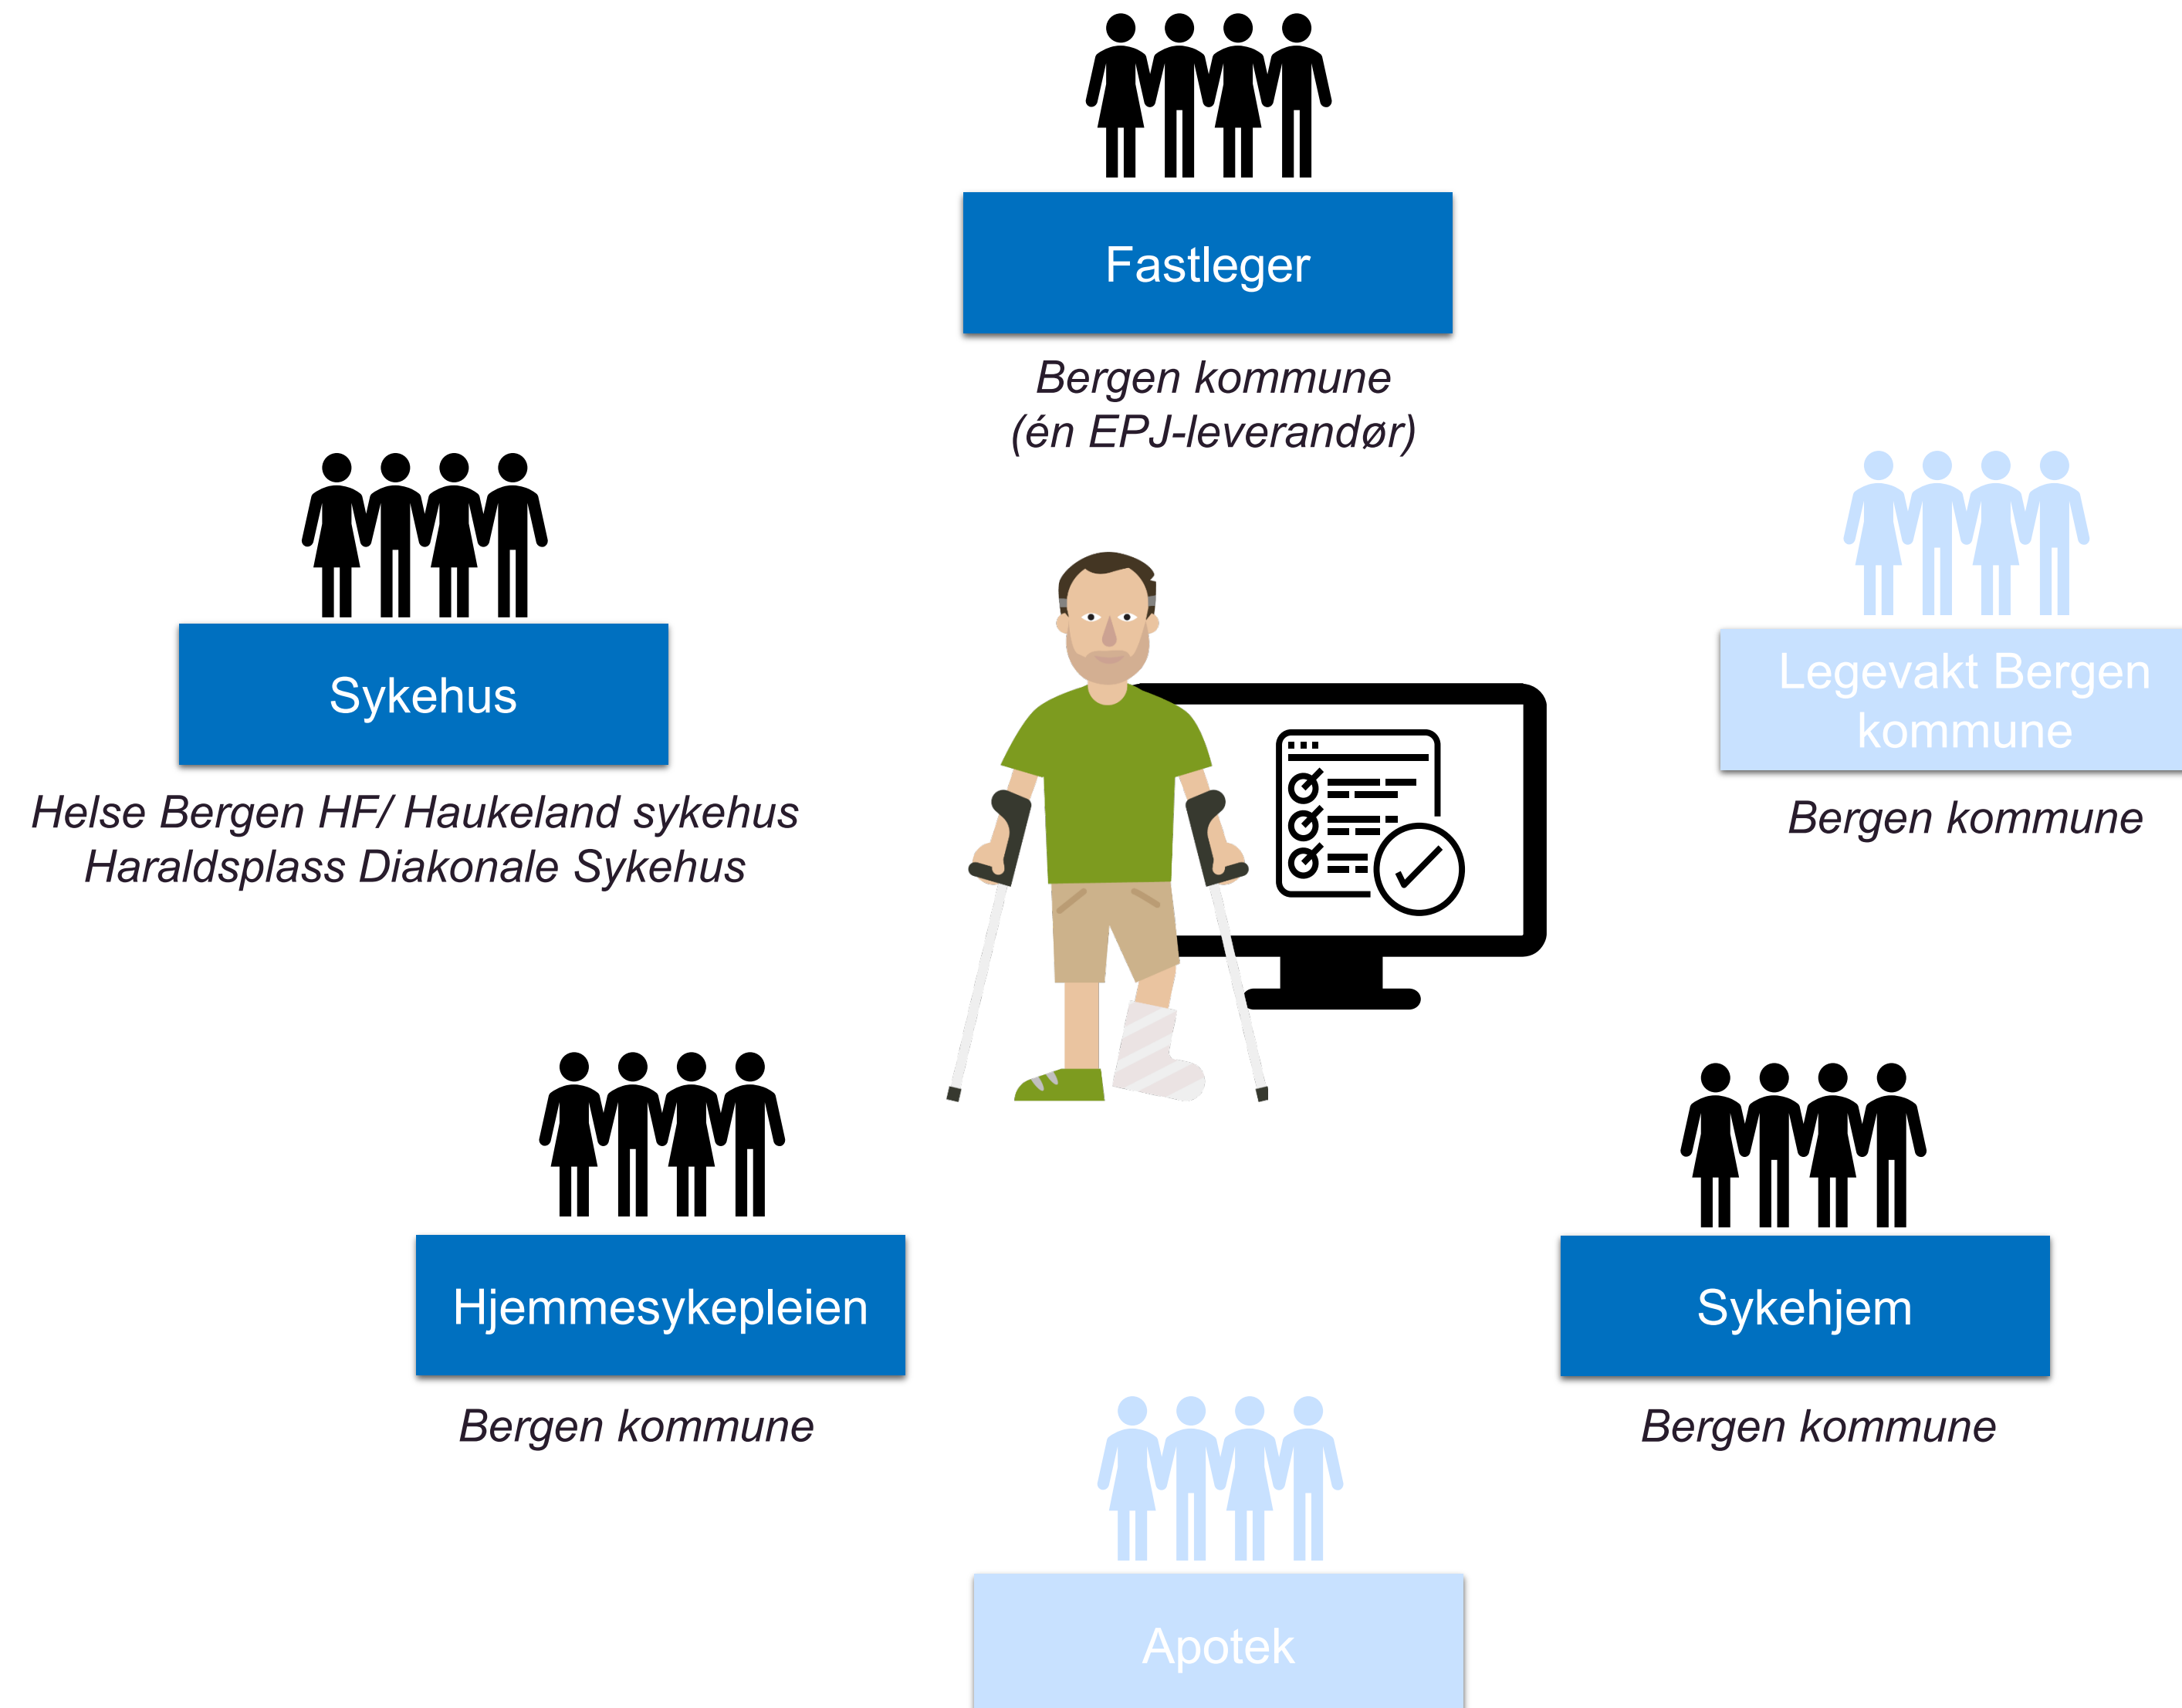 Fastleger
Bergen kommune
(én EPJ-leverandør)
Sykehus
Helse Bergen HF/ Haukeland sykehus
Haraldsplass Diakonale Sykehus
Legevakt Bergen
kommune
Bergen kommune
Hjemmesykepleien
Bergen kommune
Sykehjem
Bergen kommune
Apotek